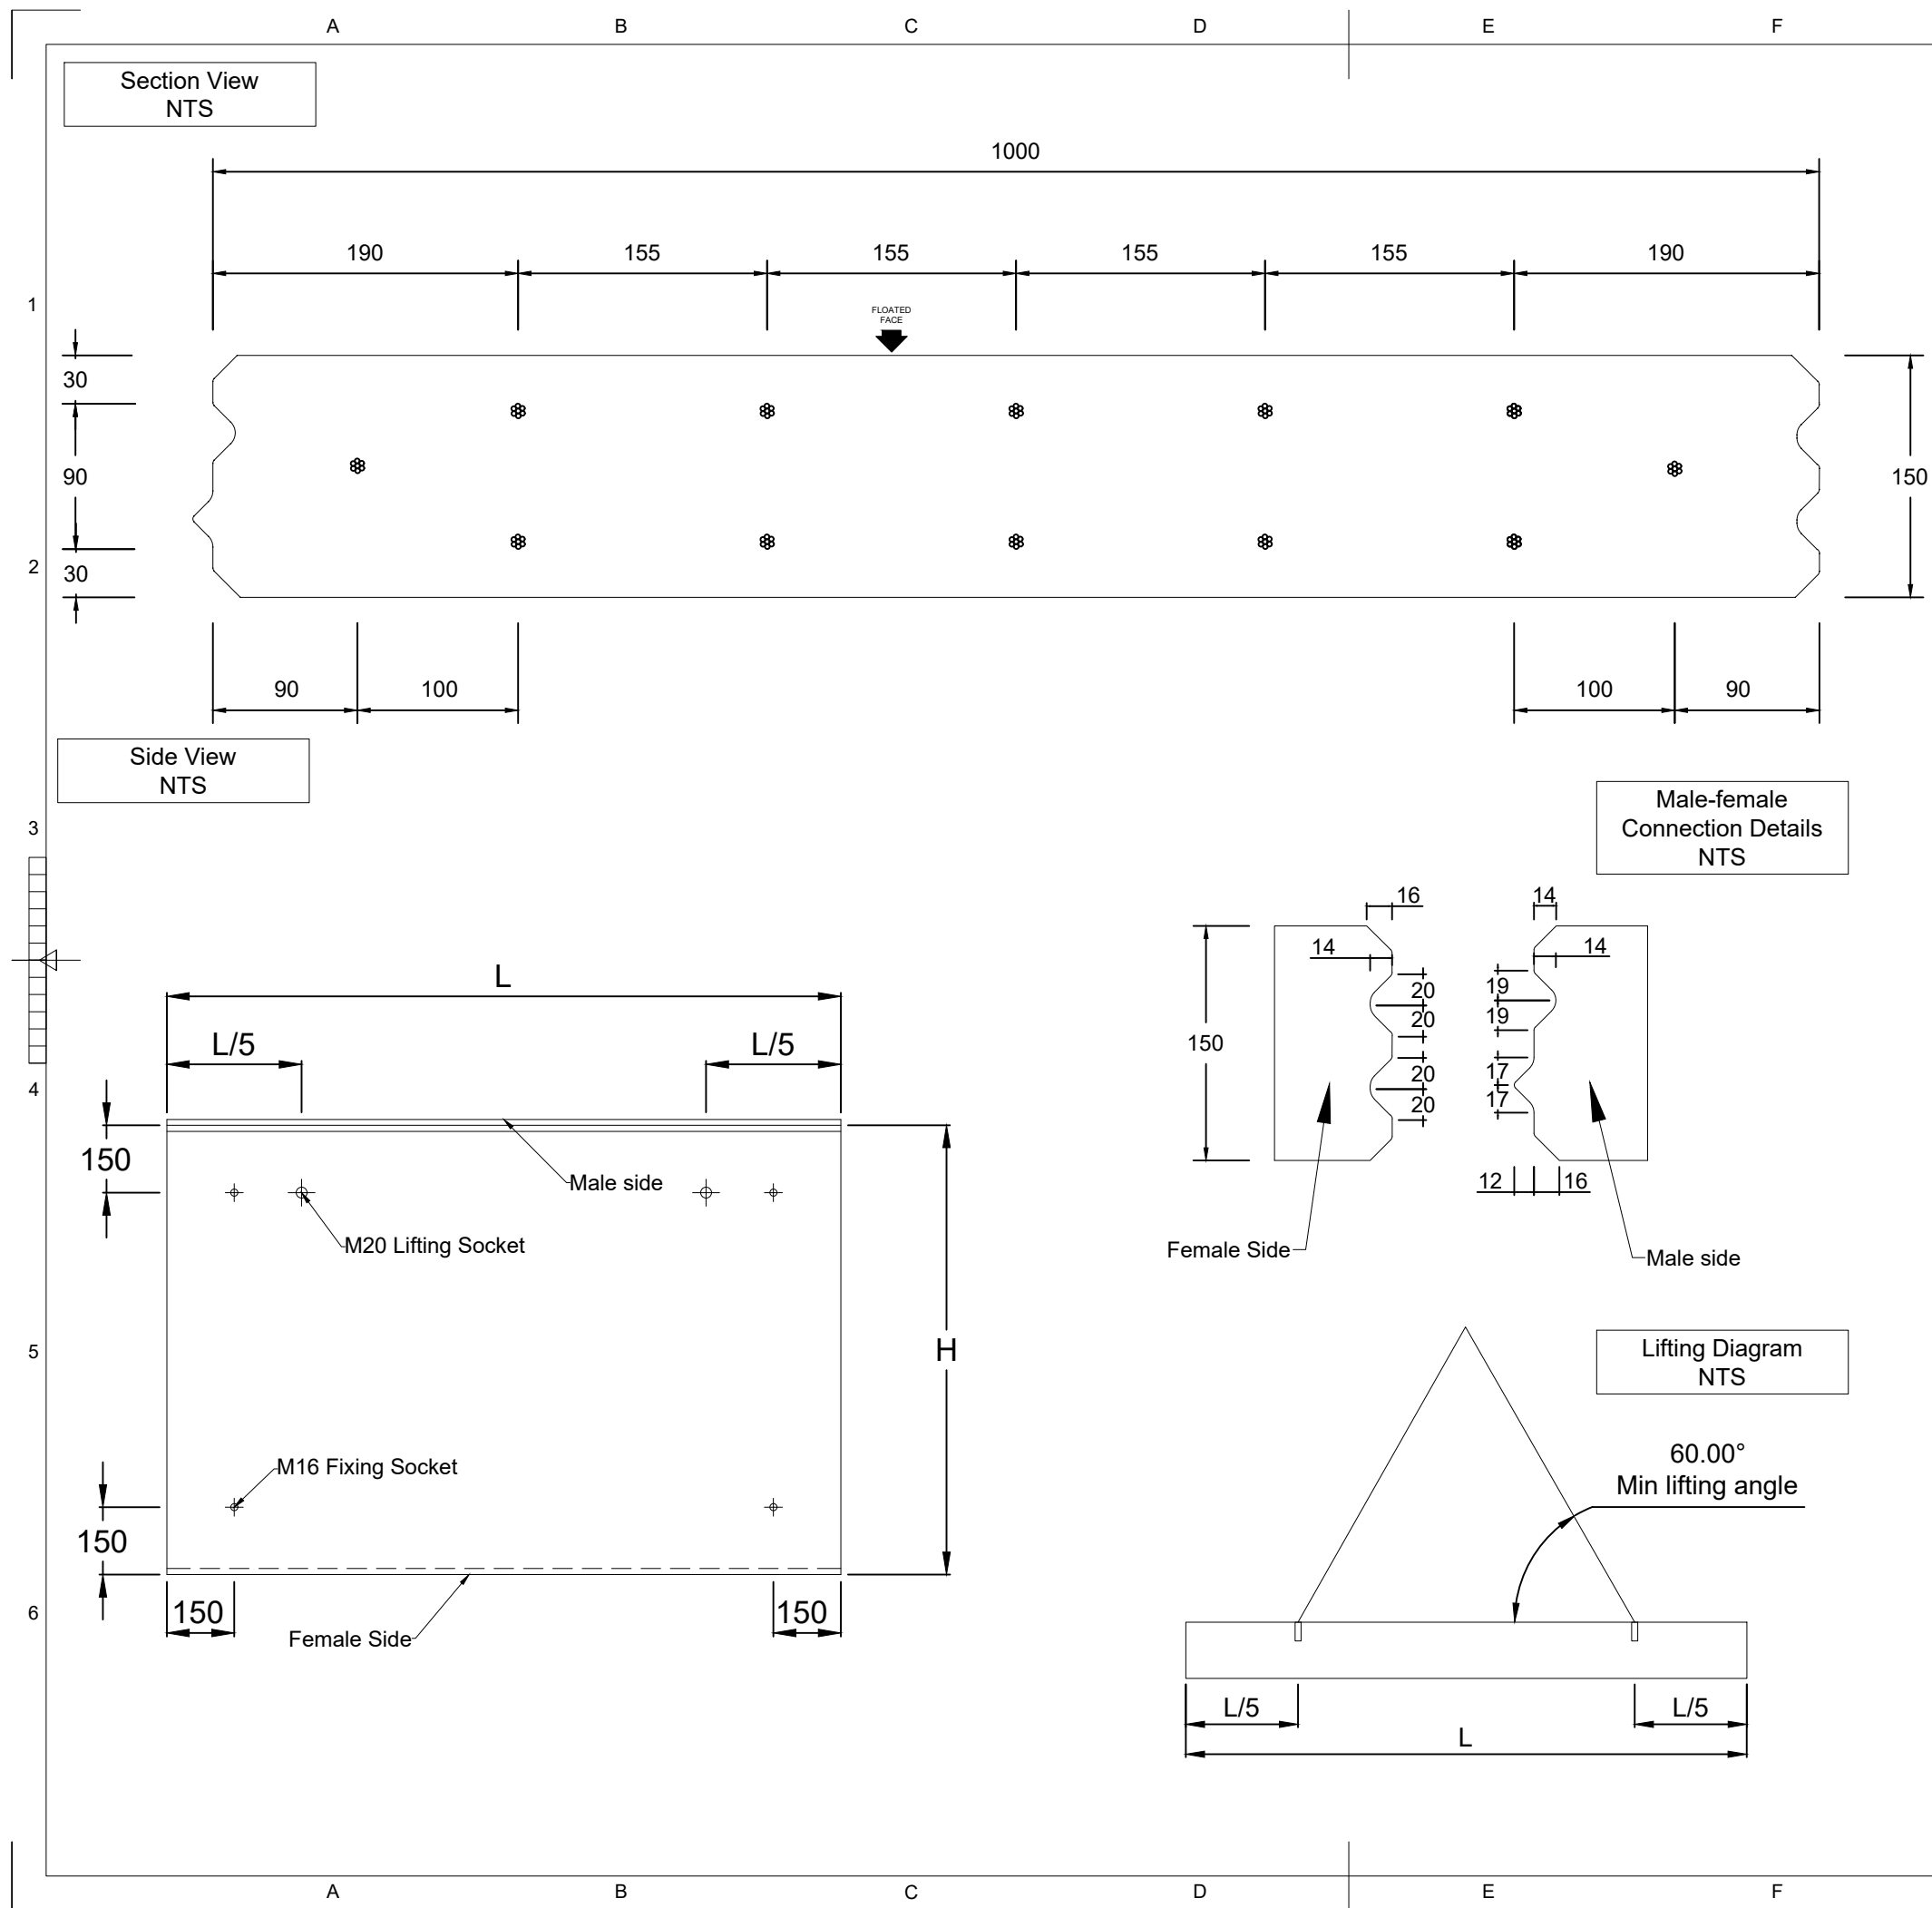 A B C D E F
Section View
NTS
1000
190 155 155 155 155 190
1
FLOATED
FACE
30
90
150
2
30
90 100 100 90
Side View
NTS
Male-female
Connection Details
NTS
3
16 14
14 14
L
20 19
20 19
L/5 L/5
150
4
20 17
20 17
150
Male side
12 16
M20 Lifting Socket
Female Side
Male side
H
5
Lifting Diagram
NTS
60.00°
Min lifting angle
M16 Fixing Socket
150
6
150 150
Female Side
L/5 L/5
L
A B C D E F